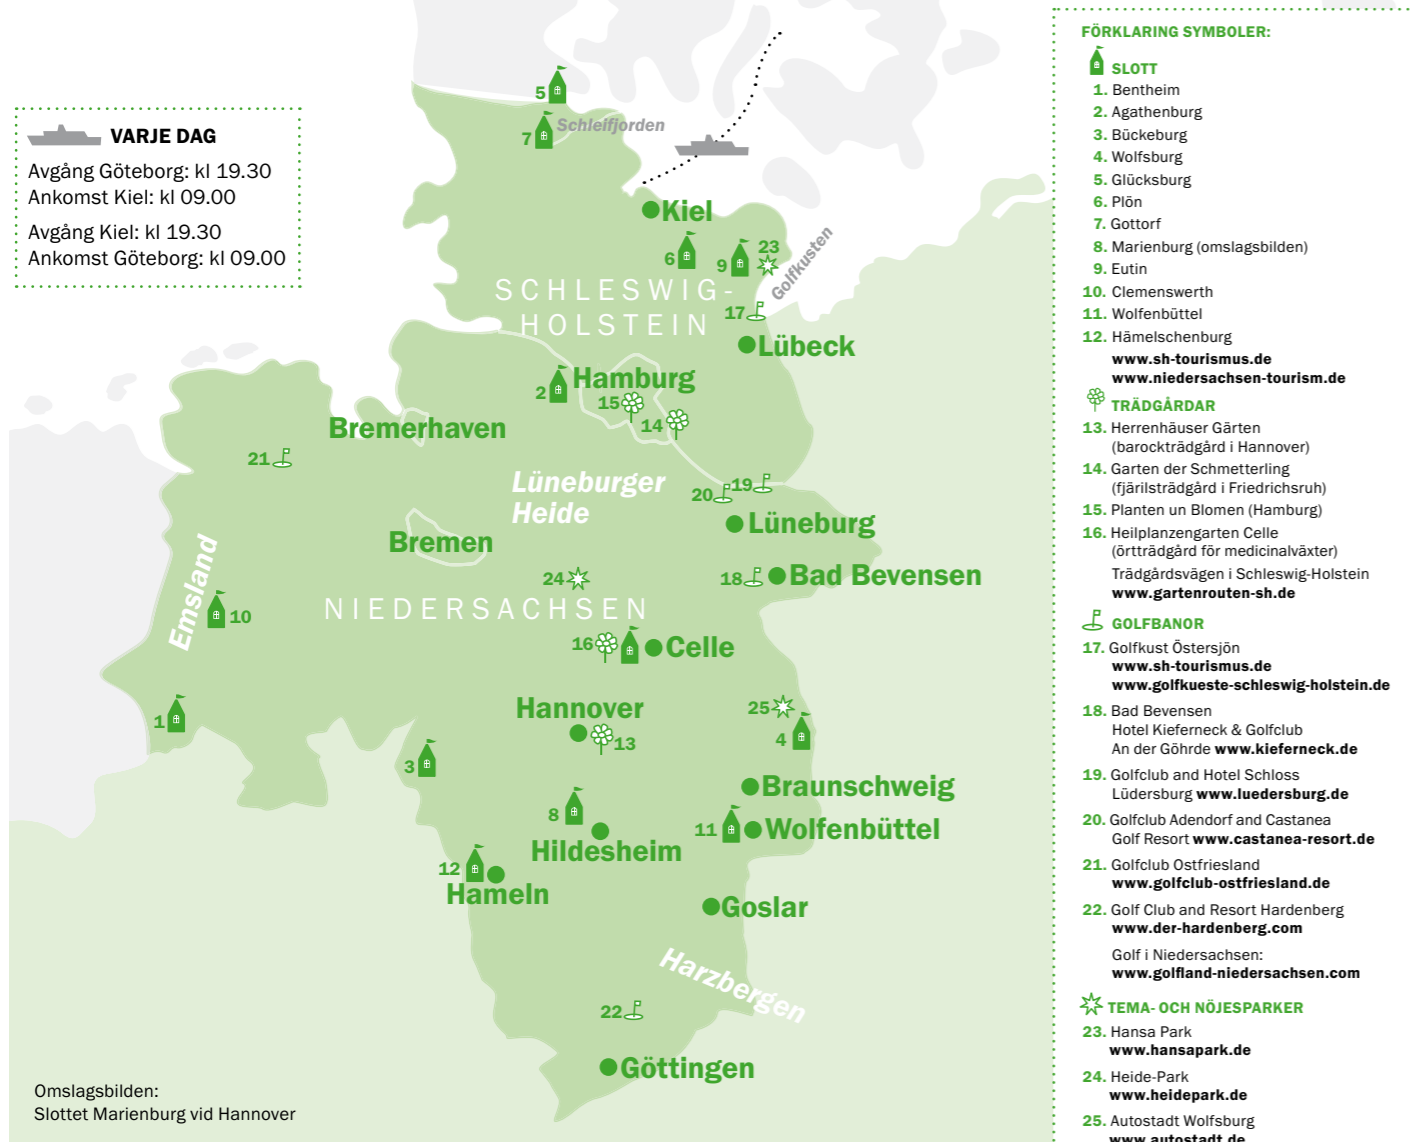 VARJE DAG
Avgång Göteborg: kl 19.30
Ankomst Kiel: kl 09.00
Avgång Kiel: kl 19.30
Ankomst Göteborg: kl 09.00
5
7
Schleifjorden
Kiel
6
9
23
Golfkusten
SCHLESWIG-
HOLSTEIN
17
Lübeck
2
Hamburg
15
14
Bremerhaven
21
Lüneburger
Heide
20
19
Lüneburg
Bremen
Emsland
24
18
Bad Bevensen
10
NIEDERSACHSEN
16
Celle
1
Hannover
13
25
4
3
Braunschweig
8
11
Wolfenbüttel
Hildesheim
12
Hameln
Goslar
Harzbergen
22
Göttingen
Omslagsbilden:
Slottet Marienburg vid Hannover
FÖRKLARING SYMBOLER:
SLOTT
1. Bentheim
2. Agathenburg
3. Bückeburg
4. Wolfsburg
5. Glücksburg
6. Plön
7. Gottorf
8. Marienburg (omslagsbilden)
9. Eutin
10. Clemenswerth
11. Wolfenbüttel
12. Hämelschenburg
www.sh-tourismus.de
www.niedersachsen-tourism.de
TRÄDGÅRDAR
13. Herrenhäuser Gärten
(barockträdgård i Hannover)
14. Garten der Schmetterling
(fjärilsträdgård i Friedrichsruh)
15. Planten un Blomen (Hamburg)
16. Heilplanzengarten Celle
(örtträdgård för medicinalväxter)
Trädgårdsvägen i Schleswig-Holstein
www.gartenrouten-sh.de
GOLFBANOR
17. Golfkust Östersjön
www.sh-tourismus.de
www.golfkueste-schleswig-holstein.de
18. Bad Bevensen
Hotel Kieferneck & Golfclub
An der Göhrde www.kieferneck.de
19. Golfclub and Hotel Schloss
Lüdersburg www.luedersburg.de
20. Golfclub Adendorf and Castanea
Golf Resort www.castanea-resort.de
21. Golfclub Ostfriesland
www.golfclub-ostfriesland.de
22. Golf Club and Resort Hardenberg
www.der-hardenberg.com
Golf i Niedersachsen:
www.golfland-niedersachsen.com
TEMA- OCH NÖJESPARKER
23. Hansa Park
www.hansapark.de
24. Heide-Park
www.heidepark.de
25. Autostadt Wolfsburg
www.autostadt.de